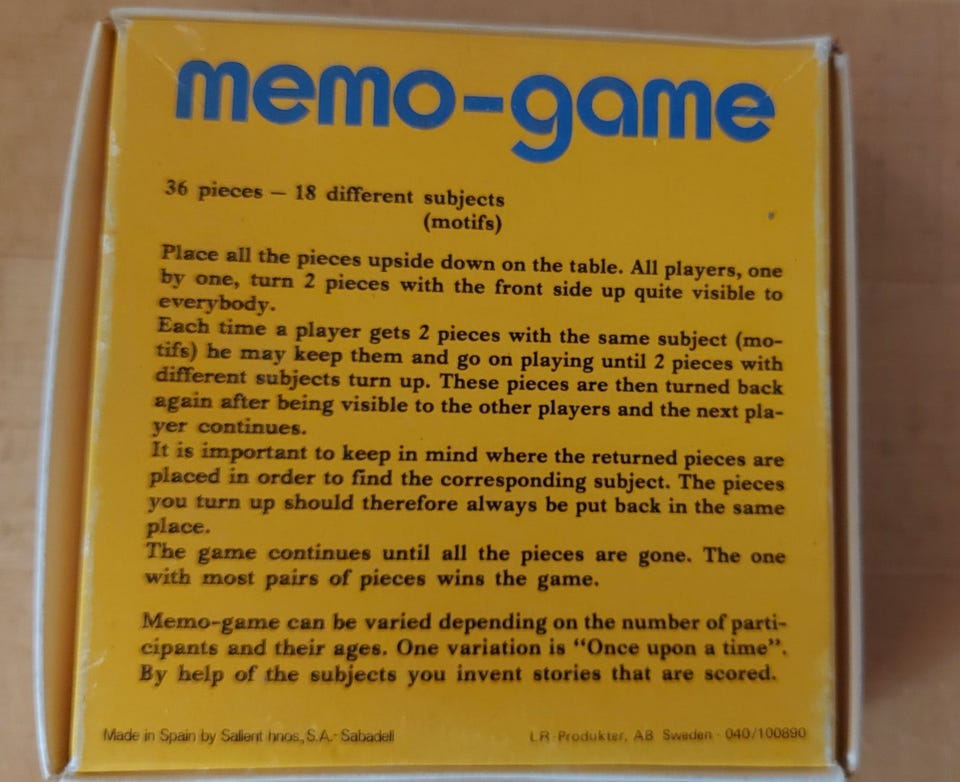 memo-game
36 pieces – 18 different subjects
(motifs)
Place all the pieces upside down on the table. All players, one
by one, turn 2 pieces with the front side up quite visible to
everybody.
Each time a player gets 2 pieces with the same subject (mo-
tifs) he may keep them and go on playing until 2 pieces with
different subjects turn up. These pieces are then turned back
again after being visible to the other players and the next pla-
yer continues.
It is important to keep in mind where the returned pieces are
placed in order to find the corresponding subject. The pieces
you turn up should therefore always be put back in the same
place.
The game continues until all the pieces are gone. The one
with most pairs of pieces wins the game.
Memo-game can be varied depending on the number of parti-
cipants and their ages. One variation is “Once upon a time”.
By help of the subjects you invent stories that are scored.
Made in Spain by Sallent hnos, S.A.- Sabadell
LR-Produkter, AB Sweden · 040/100890